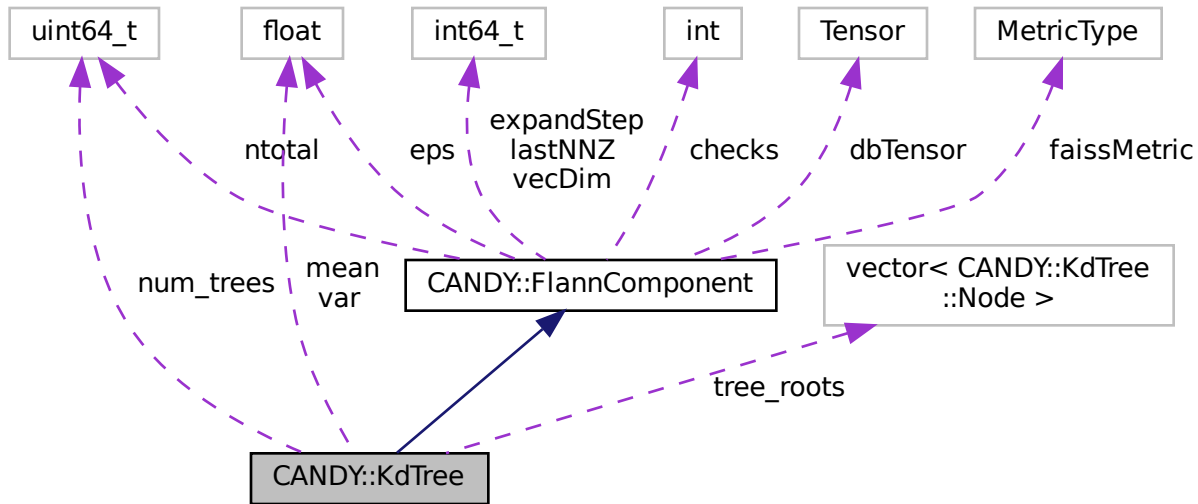 uint64_t
float
int64_t
int
Tensor
MetricType
ntotal
eps
expandStep
lastNNZ
vecDim
checks
dbTensor
faissMetric
num_trees
mean
var
CANDY::FlannComponent
vector< CANDY::KdTree
::Node >
tree_roots
CANDY::KdTree